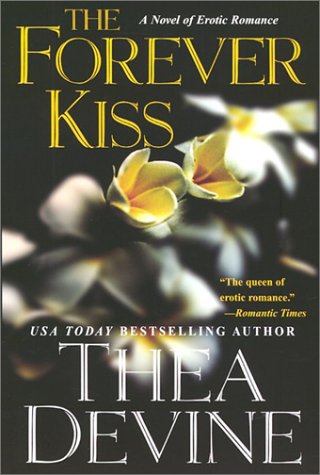 THE
A Novel of Erotic Romance
FOREVER
KISS
"The queen of
erotic romance."
—Romantic Times
USA TODAY BESTSELLING AUTHOR
THEA
DEVINE